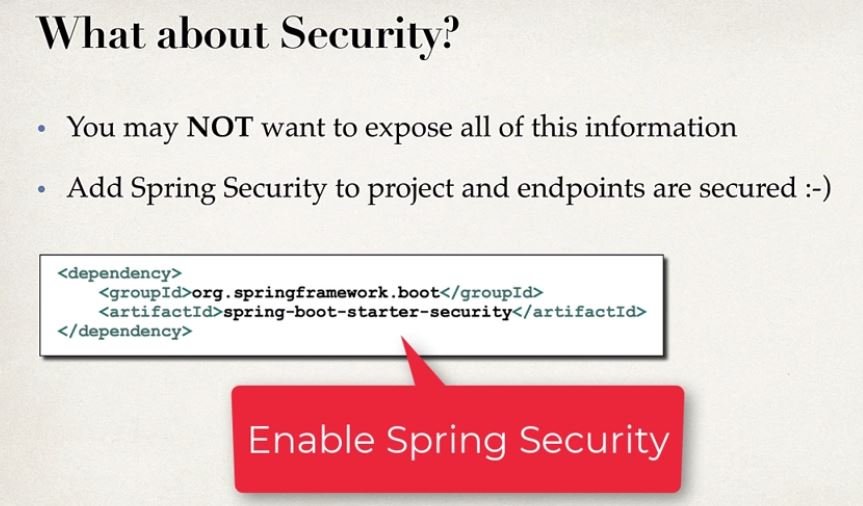 What about Security?
• You may NOT want to expose all of this information
• Add Spring Security to project and endpoints are secured :-)
<dependency>
    <groupId>org.springframework.boot</groupId>
    <artifactId>spring-boot-starter-security</artifactId>
</dependency>
Enable Spring Security